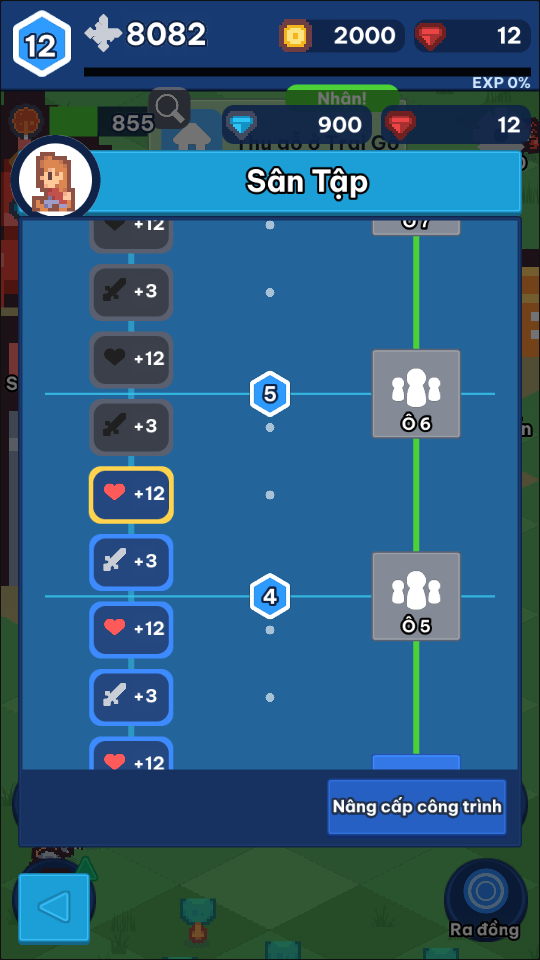 12
8082
2000
12
EXP 0%
Nhận!
855
900
12
Sân Tập
+12
Ô 7
+3
+12
5
Ô 6
+3
+12
+3
4
Ô 5
+12
+3
+12
Nâng cấp công trình
Ra đồng